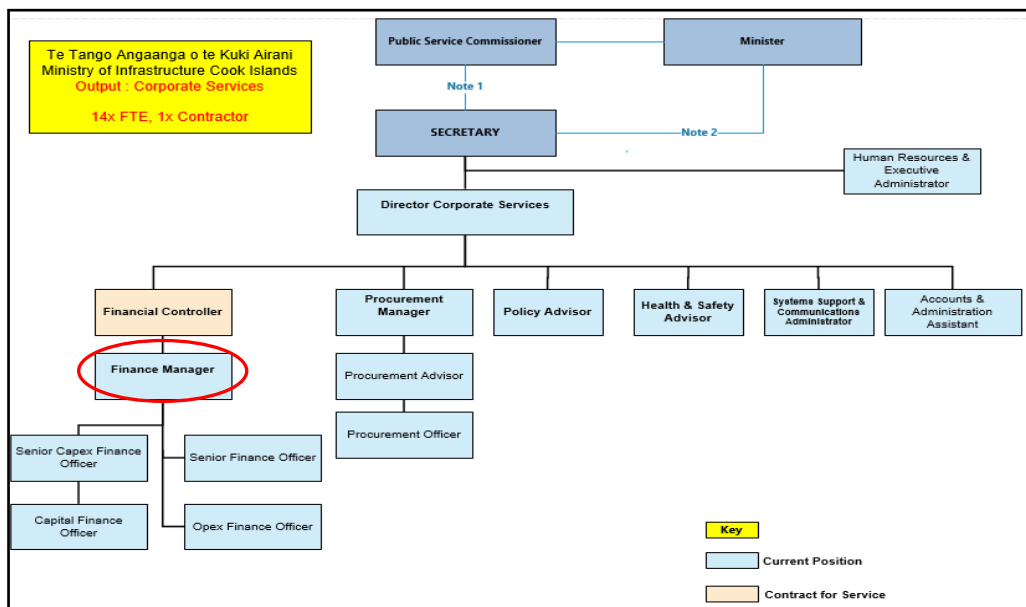 Te Tango Angaanga o te Kuki Airani
Ministry of Infrastructure Cook Islands
Output : Corporate Services
14x FTE, 1x Contractor
Public Service Commissioner
Minister
Note 1
SECRETARY
Note 2
Human Resources &
Executive
Administrator
Director Corporate Services
Financial Controller
Procurement
Manager
Policy Advisor
Health & Safety
Advisor
Systems Support &
Communications
Administrator
Accounts &
Administration
Assistant
Finance Manager
Procurement Advisor
Procurement Officer
Senior Capex Finance
Officer
Senior Finance Officer
Capital Finance
Officer
Opex Finance Officer
Key
Current Position
Contract for Service